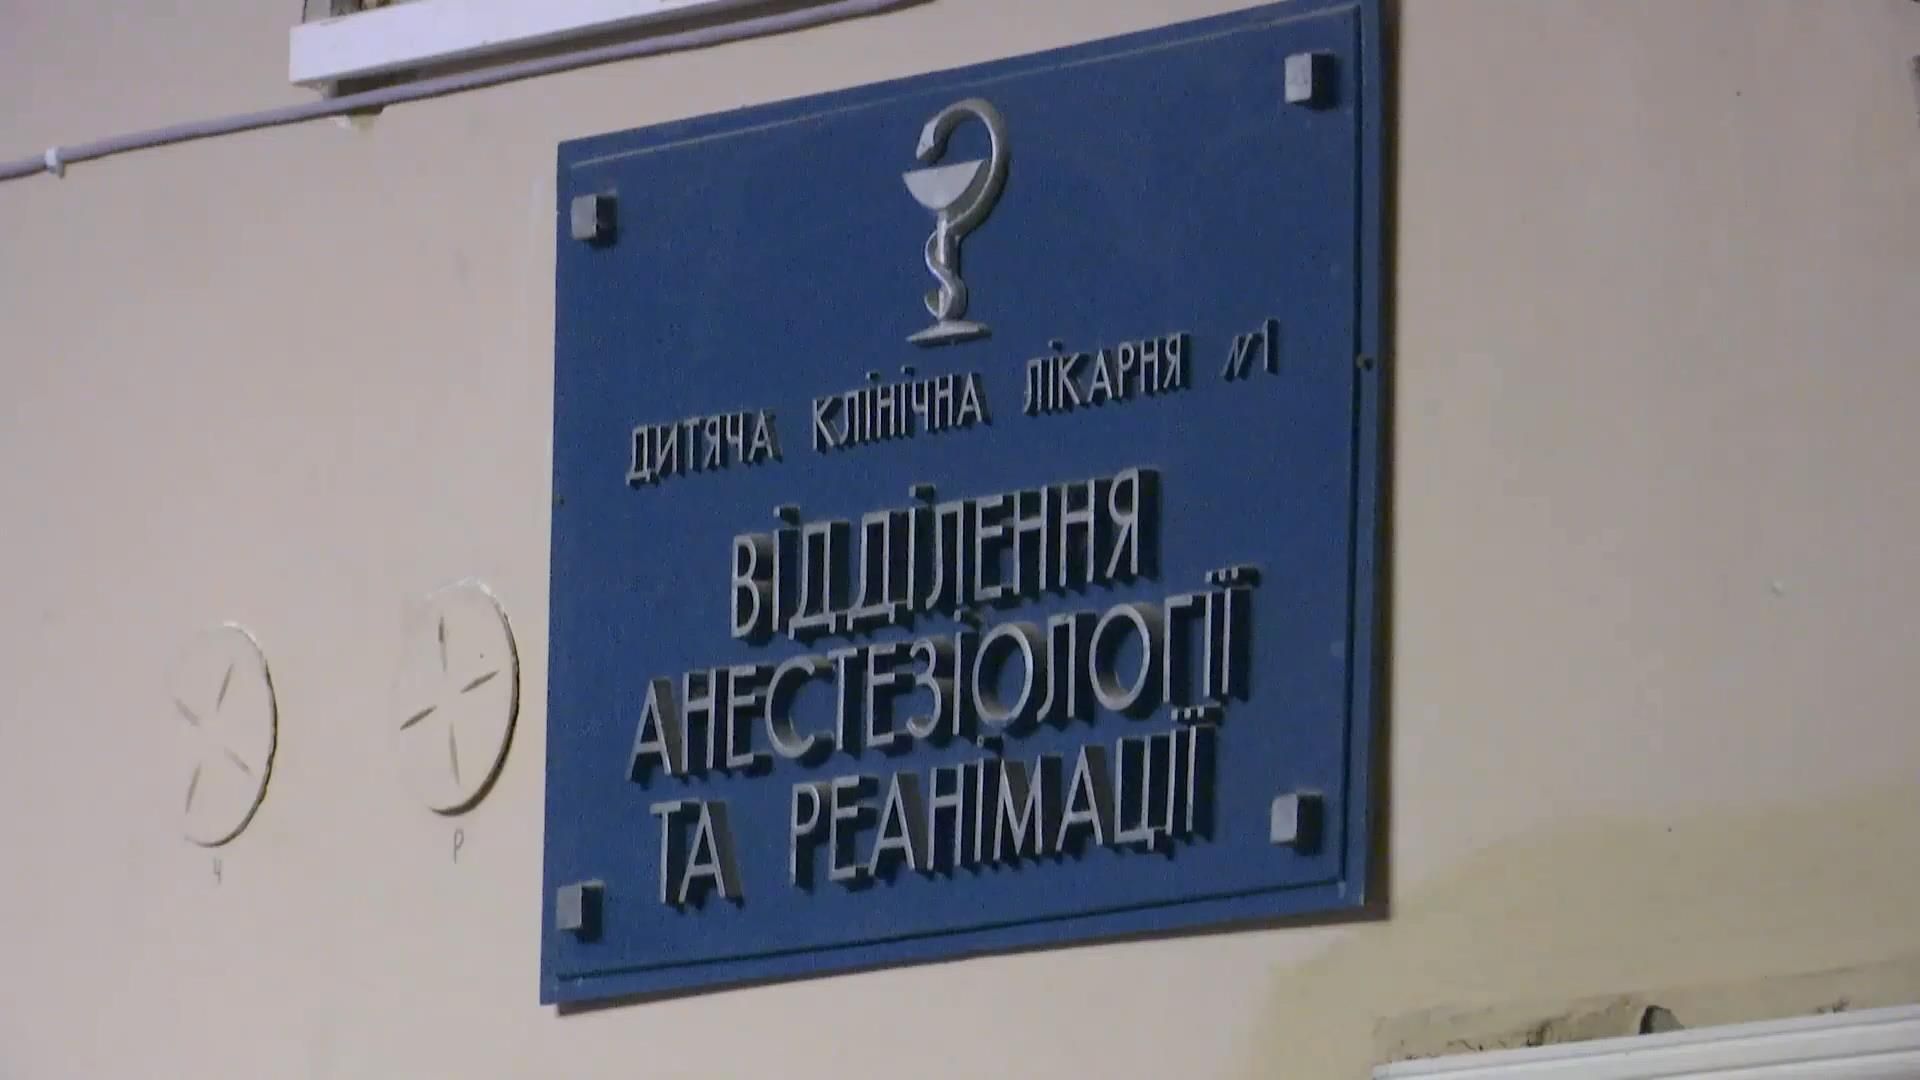 ДИТЯЧА КЛІНІЧНА ЛІКАРНЯ №1
ВІДДІЛЕННЯ
АНЕСТЕЗІОЛОГІЇ
ТА РЕАНІМАЦІЇ
Ч
Р